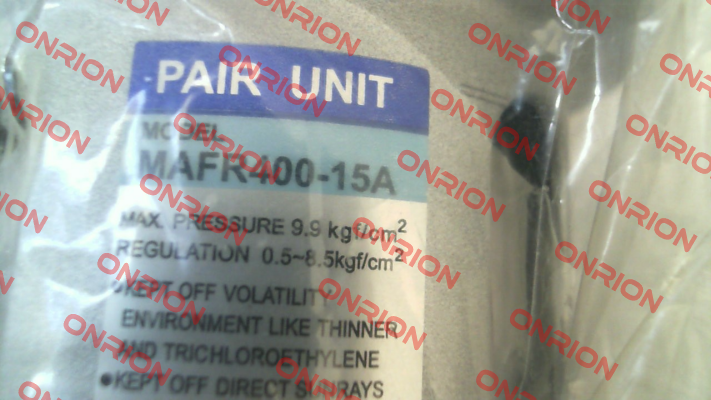 PAIR UNIT
MODEL
MAFR400-15A
MAX. PRESSURE 9.9 kgf/cm²
REGULATION 0.5~8.5kgf/cm²
●KEPT OFF VOLATILITY
ENVIRONMENT LIKE THINNER
AND TRICHLOROETHYLENE
●KEPT OFF DIRECT SUNRAYS
ONRION